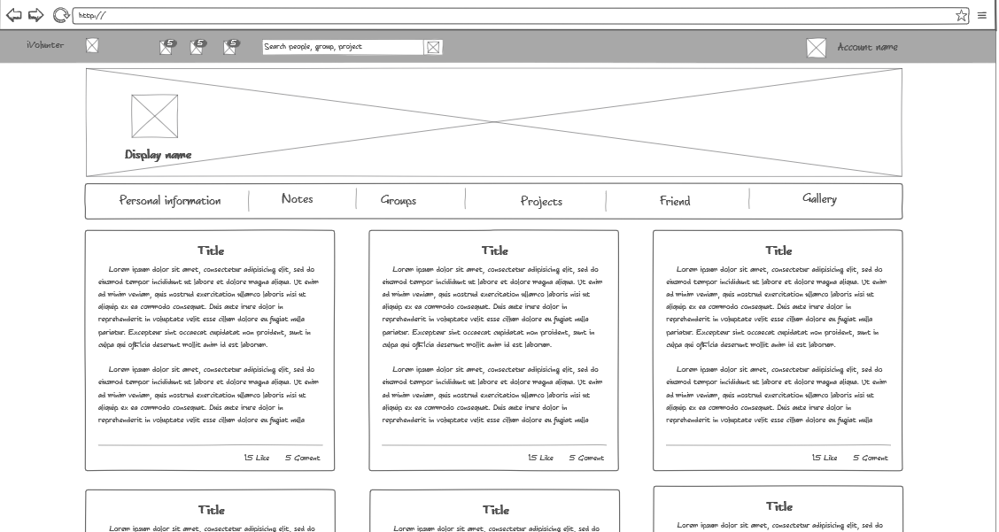 http://
iVolunter
5
5
5
Search people, group, project
Account name
Display name
Personal information
Notes
Groups
Projects
Friend
Gallery
Title
Lorem ipsum dolor sit amet, consectetur adipisicing elit, sed do
eiusmod tempor incididunt ut labore et dolore magna aliqua. Ut enim
ad minim veniam, quis nostrud exercitation ullamco laboris nisi ut
aliquip ex ea commodo consequat. Duis aute irure dolor in
reprehenderit in voluptate velit esse cillum dolore eu fugiat nulla
pariatur. Excepteur sint occaecat cupidatat non proident, sunt in
culpa qui officia deserunt mollit anim id est laborum.
Lorem ipsum dolor sit amet, consectetur adipisicing elit, sed do
eiusmod tempor incididunt ut labore et dolore magna aliqua. Ut enim
ad minim veniam, quis nostrud exercitation ullamco laboris nisi ut
aliquip ex ea commodo consequat. Duis aute irure dolor in
reprehenderit in voluptate velit esse cillum dolore eu fugiat nulla
15 Like 5 Coment
Title
Lorem ipsum dolor sit amet, consectetur adipisicing elit, sed do
eiusmod tempor incididunt ut labore et dolore magna aliqua. Ut enim
ad minim veniam, quis nostrud exercitation ullamco laboris nisi ut
aliquip ex ea commodo consequat. Duis aute irure dolor in
reprehenderit in voluptate velit esse cillum dolore eu fugiat nulla
pariatur. Excepteur sint occaecat cupidatat non proident, sunt in
culpa qui officia deserunt mollit anim id est laborum.
Lorem ipsum dolor sit amet, consectetur adipisicing elit, sed do
eiusmod tempor incididunt ut labore et dolore magna aliqua. Ut enim
ad minim veniam, quis nostrud exercitation ullamco laboris nisi ut
aliquip ex ea commodo consequat. Duis aute irure dolor in
reprehenderit in voluptate velit esse cillum dolore eu fugiat nulla
15 Like 5 Coment
Title
Lorem ipsum dolor sit amet, consectetur adipisicing elit, sed do
eiusmod tempor incididunt ut labore et dolore magna aliqua. Ut enim
ad minim veniam, quis nostrud exercitation ullamco laboris nisi ut
aliquip ex ea commodo consequat. Duis aute irure dolor in
reprehenderit in voluptate velit esse cillum dolore eu fugiat nulla
pariatur. Excepteur sint occaecat cupidatat non proident, sunt in
culpa qui officia deserunt mollit anim id est laborum.
Lorem ipsum dolor sit amet, consectetur adipisicing elit, sed do
eiusmod tempor incididunt ut labore et dolore magna aliqua. Ut enim
ad minim veniam, quis nostrud exercitation ullamco laboris nisi ut
aliquip ex ea commodo consequat. Duis aute irure dolor in
reprehenderit in voluptate velit esse cillum dolore eu fugiat nulla
15 Like 5 Coment
Title
Lorem ipsum dolor sit amet, consectetur adipisicing elit, sed do
Title
Lorem ipsum dolor sit amet, consectetur adipisicing elit, sed do
Title
Lorem ipsum dolor sit amet, consectetur adipisicing elit, sed do